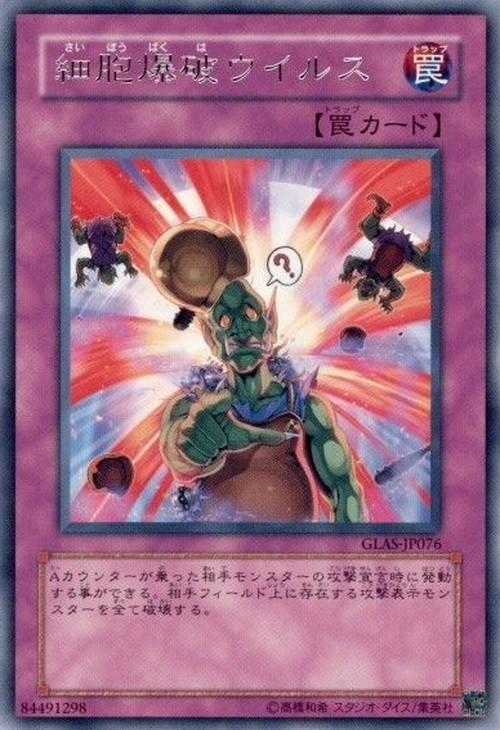 さい ぼう ばく は
細胞爆破ウイルス
トラップ
罠
トラップ
【罠カード】
?
GLAS-JP076
Aカウンターが乗った相手モンスターの攻撃宣言時に発動
する事ができる。相手フィールド上に存在する攻撃表示モン
スターを全て破壊する。
84491298
©高橋和希 スタジオ・ダイス/集英社